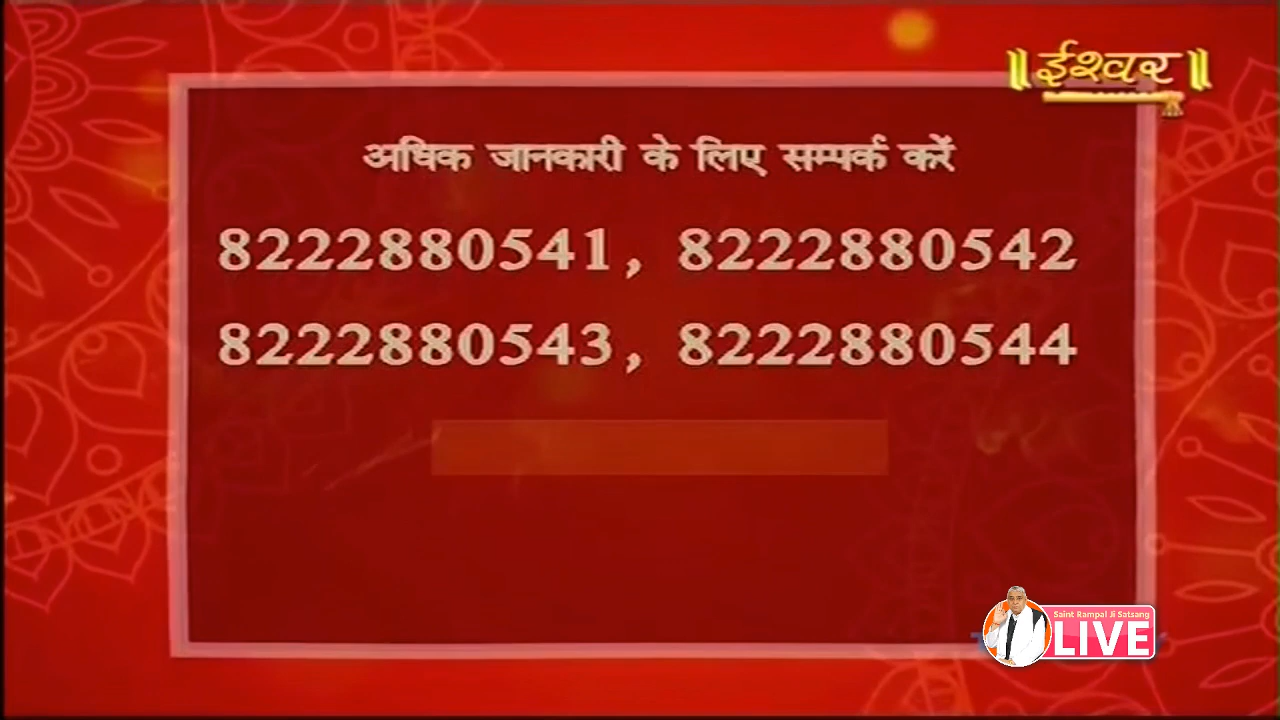 ॥ईश्वर॥
अधिक जानकारी के लिए सम्पर्क करें
8222880541, 8222880542
8222880543, 8222880544
Saint Rampal Ji Satsang
LIVE